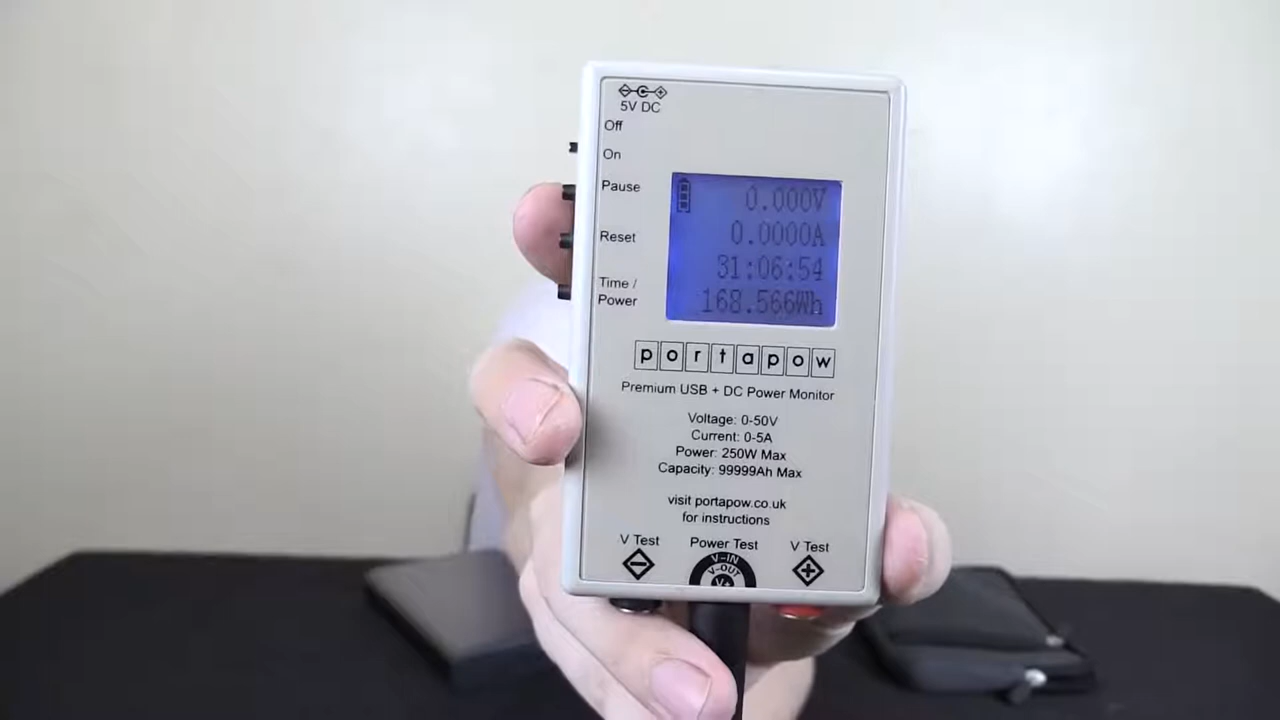 5V DC
Off
On
Pause
Reset
Time /
Power
0.000V
0.0000A
31:06:54
168.566Wh
portapow
Premium USB + DC Power Monitor
Voltage: 0-50V
Current: 0-5A
Power: 250W Max
Capacity: 99999Ah Max
visit portapow.co.uk
for instructions
V Test
Power Test
V Test
V-IN
V-OUT
V+